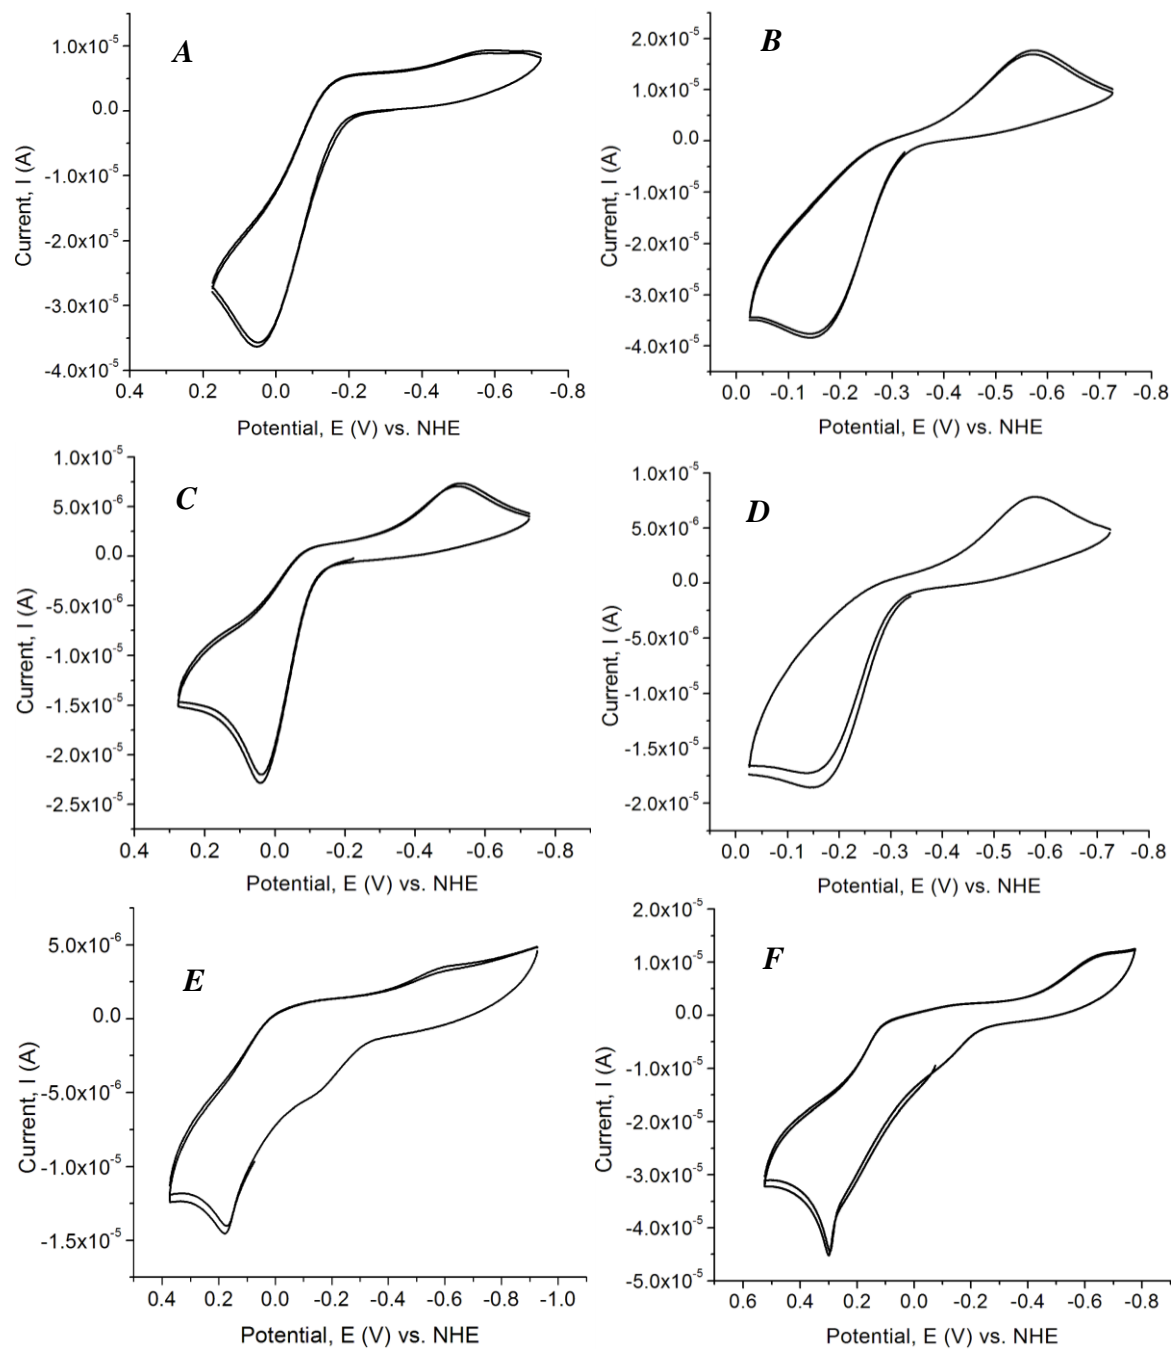 A
1.0x10⁻⁵
0.0
-1.0x10⁻⁵
-2.0x10⁻⁵
-3.0x10⁻⁵
-4.0x10⁻⁵
Current, I (A)
0.4 0.2 0.0 -0.2 -0.4 -0.6 -0.8
Potential, E (V) vs. NHE
B
2.0x10⁻⁵
1.0x10⁻⁵
0.0
-1.0x10⁻⁵
-2.0x10⁻⁵
-3.0x10⁻⁵
-4.0x10⁻⁵
Current, I (A)
0.0 -0.1 -0.2 -0.3 -0.4 -0.5 -0.6 -0.7 -0.8
Potential, E (V) vs. NHE
C
1.0x10⁻⁵
5.0x10⁻⁶
0.0
-5.0x10⁻⁶
-1.0x10⁻⁵
-1.5x10⁻⁵
-2.0x10⁻⁵
-2.5x10⁻⁵
Current, I (A)
0.4 0.2 0.0 -0.2 -0.4 -0.6 -0.8
Potential, E (V) vs. NHE
D
1.0x10⁻⁵
5.0x10⁻⁶
0.0
-5.0x10⁻⁶
-1.0x10⁻⁵
-1.5x10⁻⁵
-2.0x10⁻⁵
Current, I (A)
0.0 -0.1 -0.2 -0.3 -0.4 -0.5 -0.6 -0.7 -0.8
Potential, E (V) vs. NHE
E
5.0x10⁻⁶
0.0
-5.0x10⁻⁶
-1.0x10⁻⁵
-1.5x10⁻⁵
Current, I (A)
0.4 0.2 0.0 -0.2 -0.4 -0.6 -0.8 -1.0
Potential, E (V) vs. NHE
F
2.0x10⁻⁵
1.0x10⁻⁵
0.0
-1.0x10⁻⁵
-2.0x10⁻⁵
-3.0x10⁻⁵
-4.0x10⁻⁵
-5.0x10⁻⁵
Current, I (A)
0.6 0.4 0.2 0.0 -0.2 -0.4 -0.6 -0.8
Potential, E (V) vs. NHE